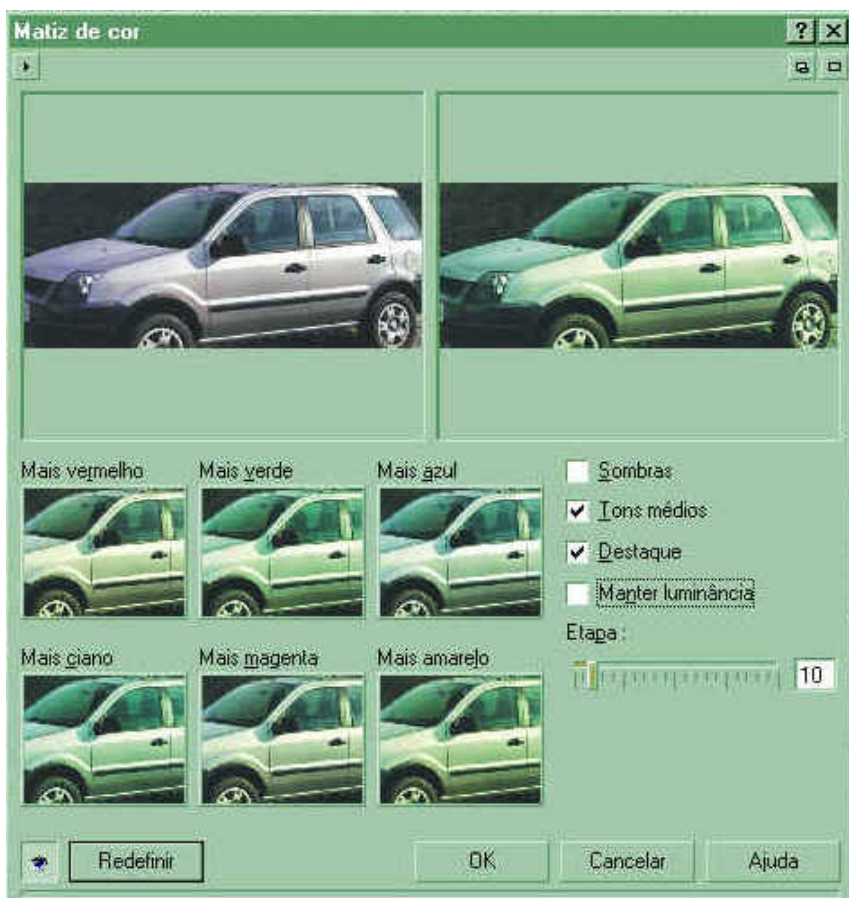 Matiz de cor
Mais vermelho
Mais verde
Mais azul
Sombras
Tons médios
Destaque
Manter luminância
Etapa :
10
Mais ciano
Mais magenta
Mais amarelo
Redefinir
OK
Cancelar
Ajuda